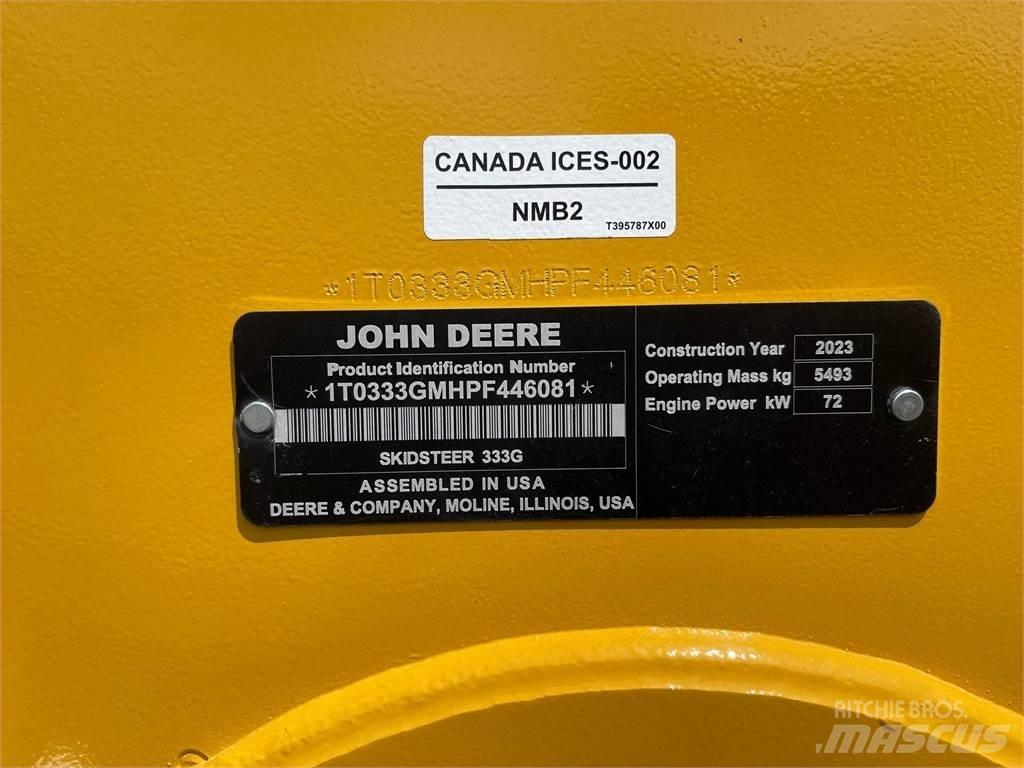 CANADA ICES-002
NMB2
T395787X00
*1T0333GMHPF446081*
JOHN DEERE
Product Identification Number
*1T0333GMHPF446081*
SKIDSTEER 333G
ASSEMBLED IN USA
DEERE & COMPANY, MOLINE, ILLINOIS, USA
Construction Year 2023
Operating Mass kg 5493
Engine Power kW 72
RITCHIE BROS.
MASCUS